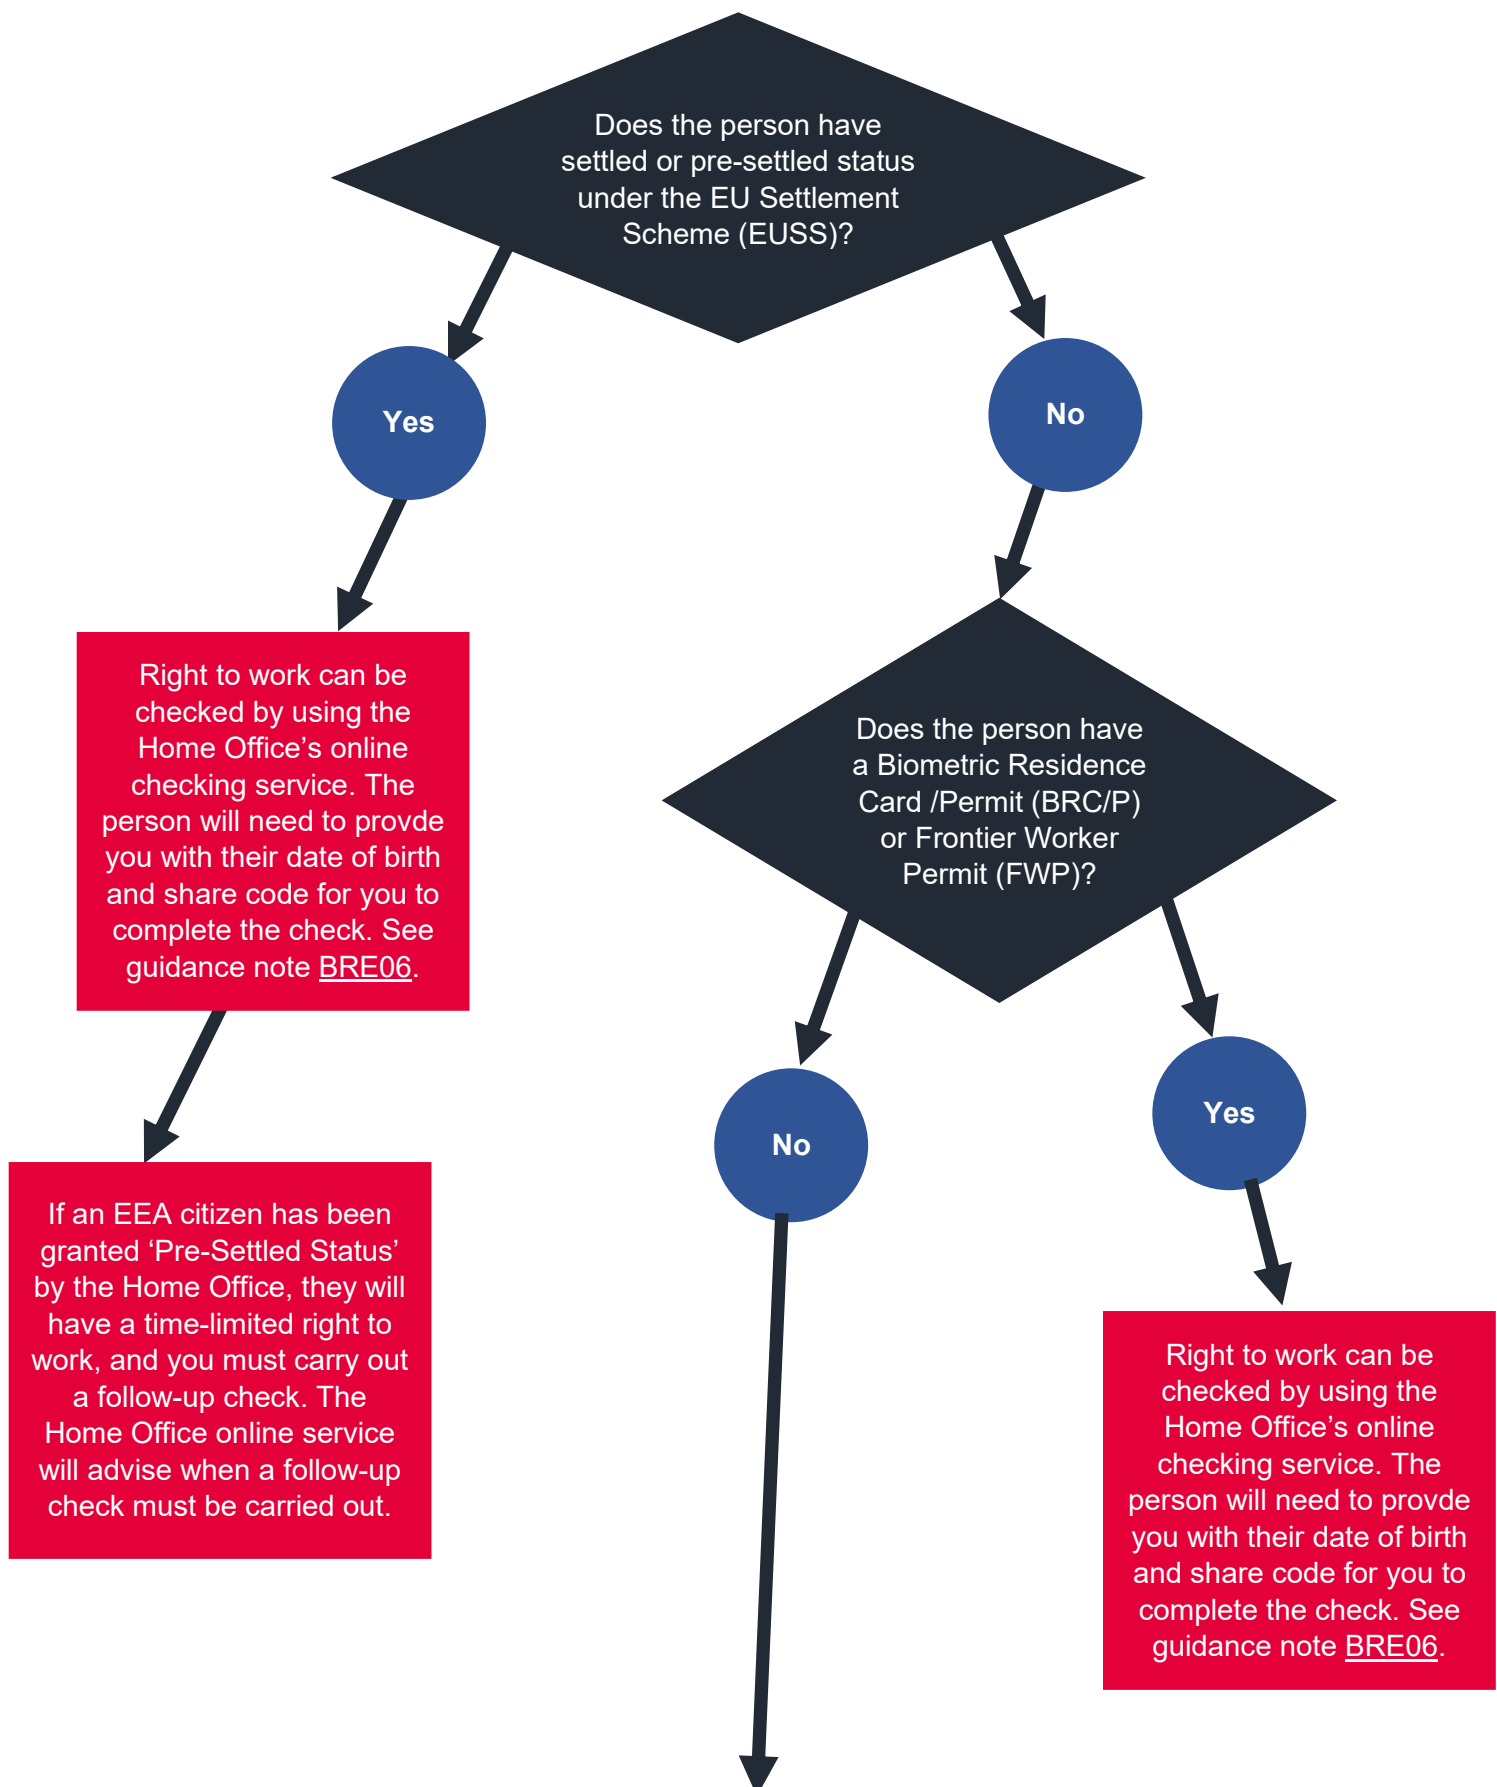 Does the person have
settled or pre-settled status
under the EU Settlement
Scheme (EUSS)?
Yes
No
Right to work can be
checked by using the
Home Office’s online
checking service. The
person will need to provde
you with their date of birth
and share code for you to
complete the check. See
guidance note BRE06.
Does the person have
a Biometric Residence
Card /Permit (BRC/P)
or Frontier Worker
Permit (FWP)?
No
Yes
If an EEA citizen has been
granted ‘Pre-Settled Status’
by the Home Office, they will
have a time-limited right to
work, and you must carry out
a follow-up check. The
Home Office online service
will advise when a follow-up
check must be carried out.
Right to work can be
checked by using the
Home Office’s online
checking service. The
person will need to provde
you with their date of birth
and share code for you to
complete the check. See
guidance note BRE06.